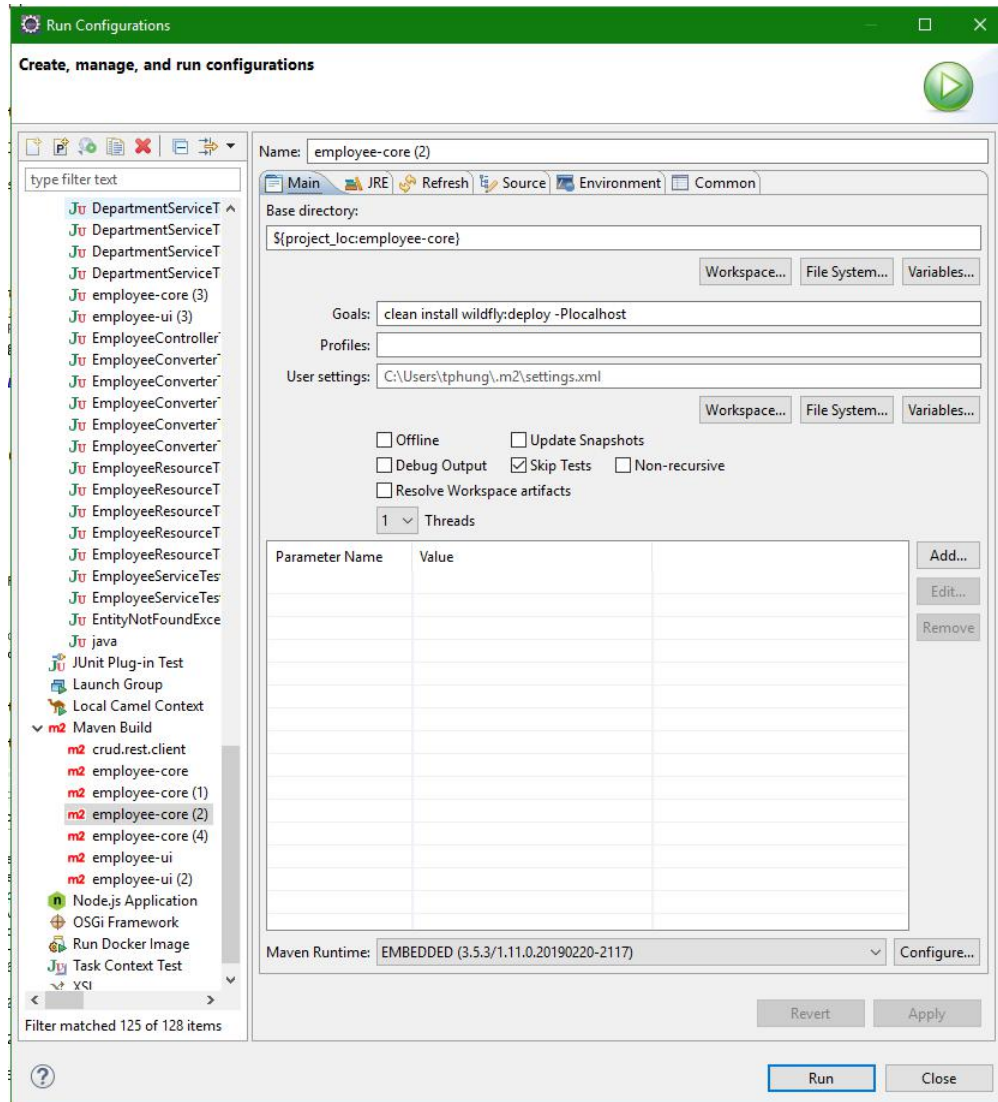 Run Configurations
Create, manage, and run configurations
type filter text
DepartmentServiceT
DepartmentServiceT
DepartmentServiceT
DepartmentServiceT
employee-core (3)
employee-ui (3)
EmployeeController
EmployeeConverter
EmployeeConverter
EmployeeConverter
EmployeeConverter
EmployeeConverter
EmployeeResourceT
EmployeeResourceT
EmployeeResourceT
EmployeeResourceT
EmployeeResourceT
EmployeeServiceTes
EmployeeServiceTes
EntityNotFoundExce
java
JUnit Plug-in Test
Launch Group
Local Camel Context
Maven Build
m2 crud.rest.client
m2 employee-core
m2 employee-core (1)
m2 employee-core (2)
m2 employee-core (4)
m2 employee-ui
m2 employee-ui (2)
Node.js Application
OSGi Framework
Run Docker Image
Task Context Test
XSL
Filter matched 125 of 128 items
Name: employee-core (2)
Main JRE Refresh Source Environment Common
Base directory:
${project_loc:employee-core}
Workspace... File System... Variables...
Goals: clean install wildfly:deploy -Plocalhost
Profiles:
User settings: C:\Users\tphung\.m2\settings.xml
Workspace... File System... Variables...
Offline Update Snapshots
Debug Output Skip Tests Non-recursive
Resolve Workspace artifacts
1 Threads
Parameter Name Value
Add...
Edit...
Remove
Maven Runtime: EMBEDDED (3.5.3/1.11.0.20190220-2117) Configure...
Revert Apply
Run Close